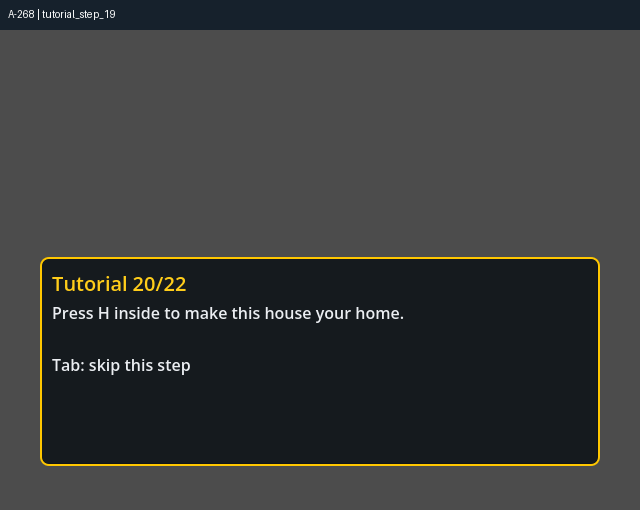 A-268 | tutorial_step_19
Tutorial 20/22
Press H inside to make this house your home.
Tab: skip this step